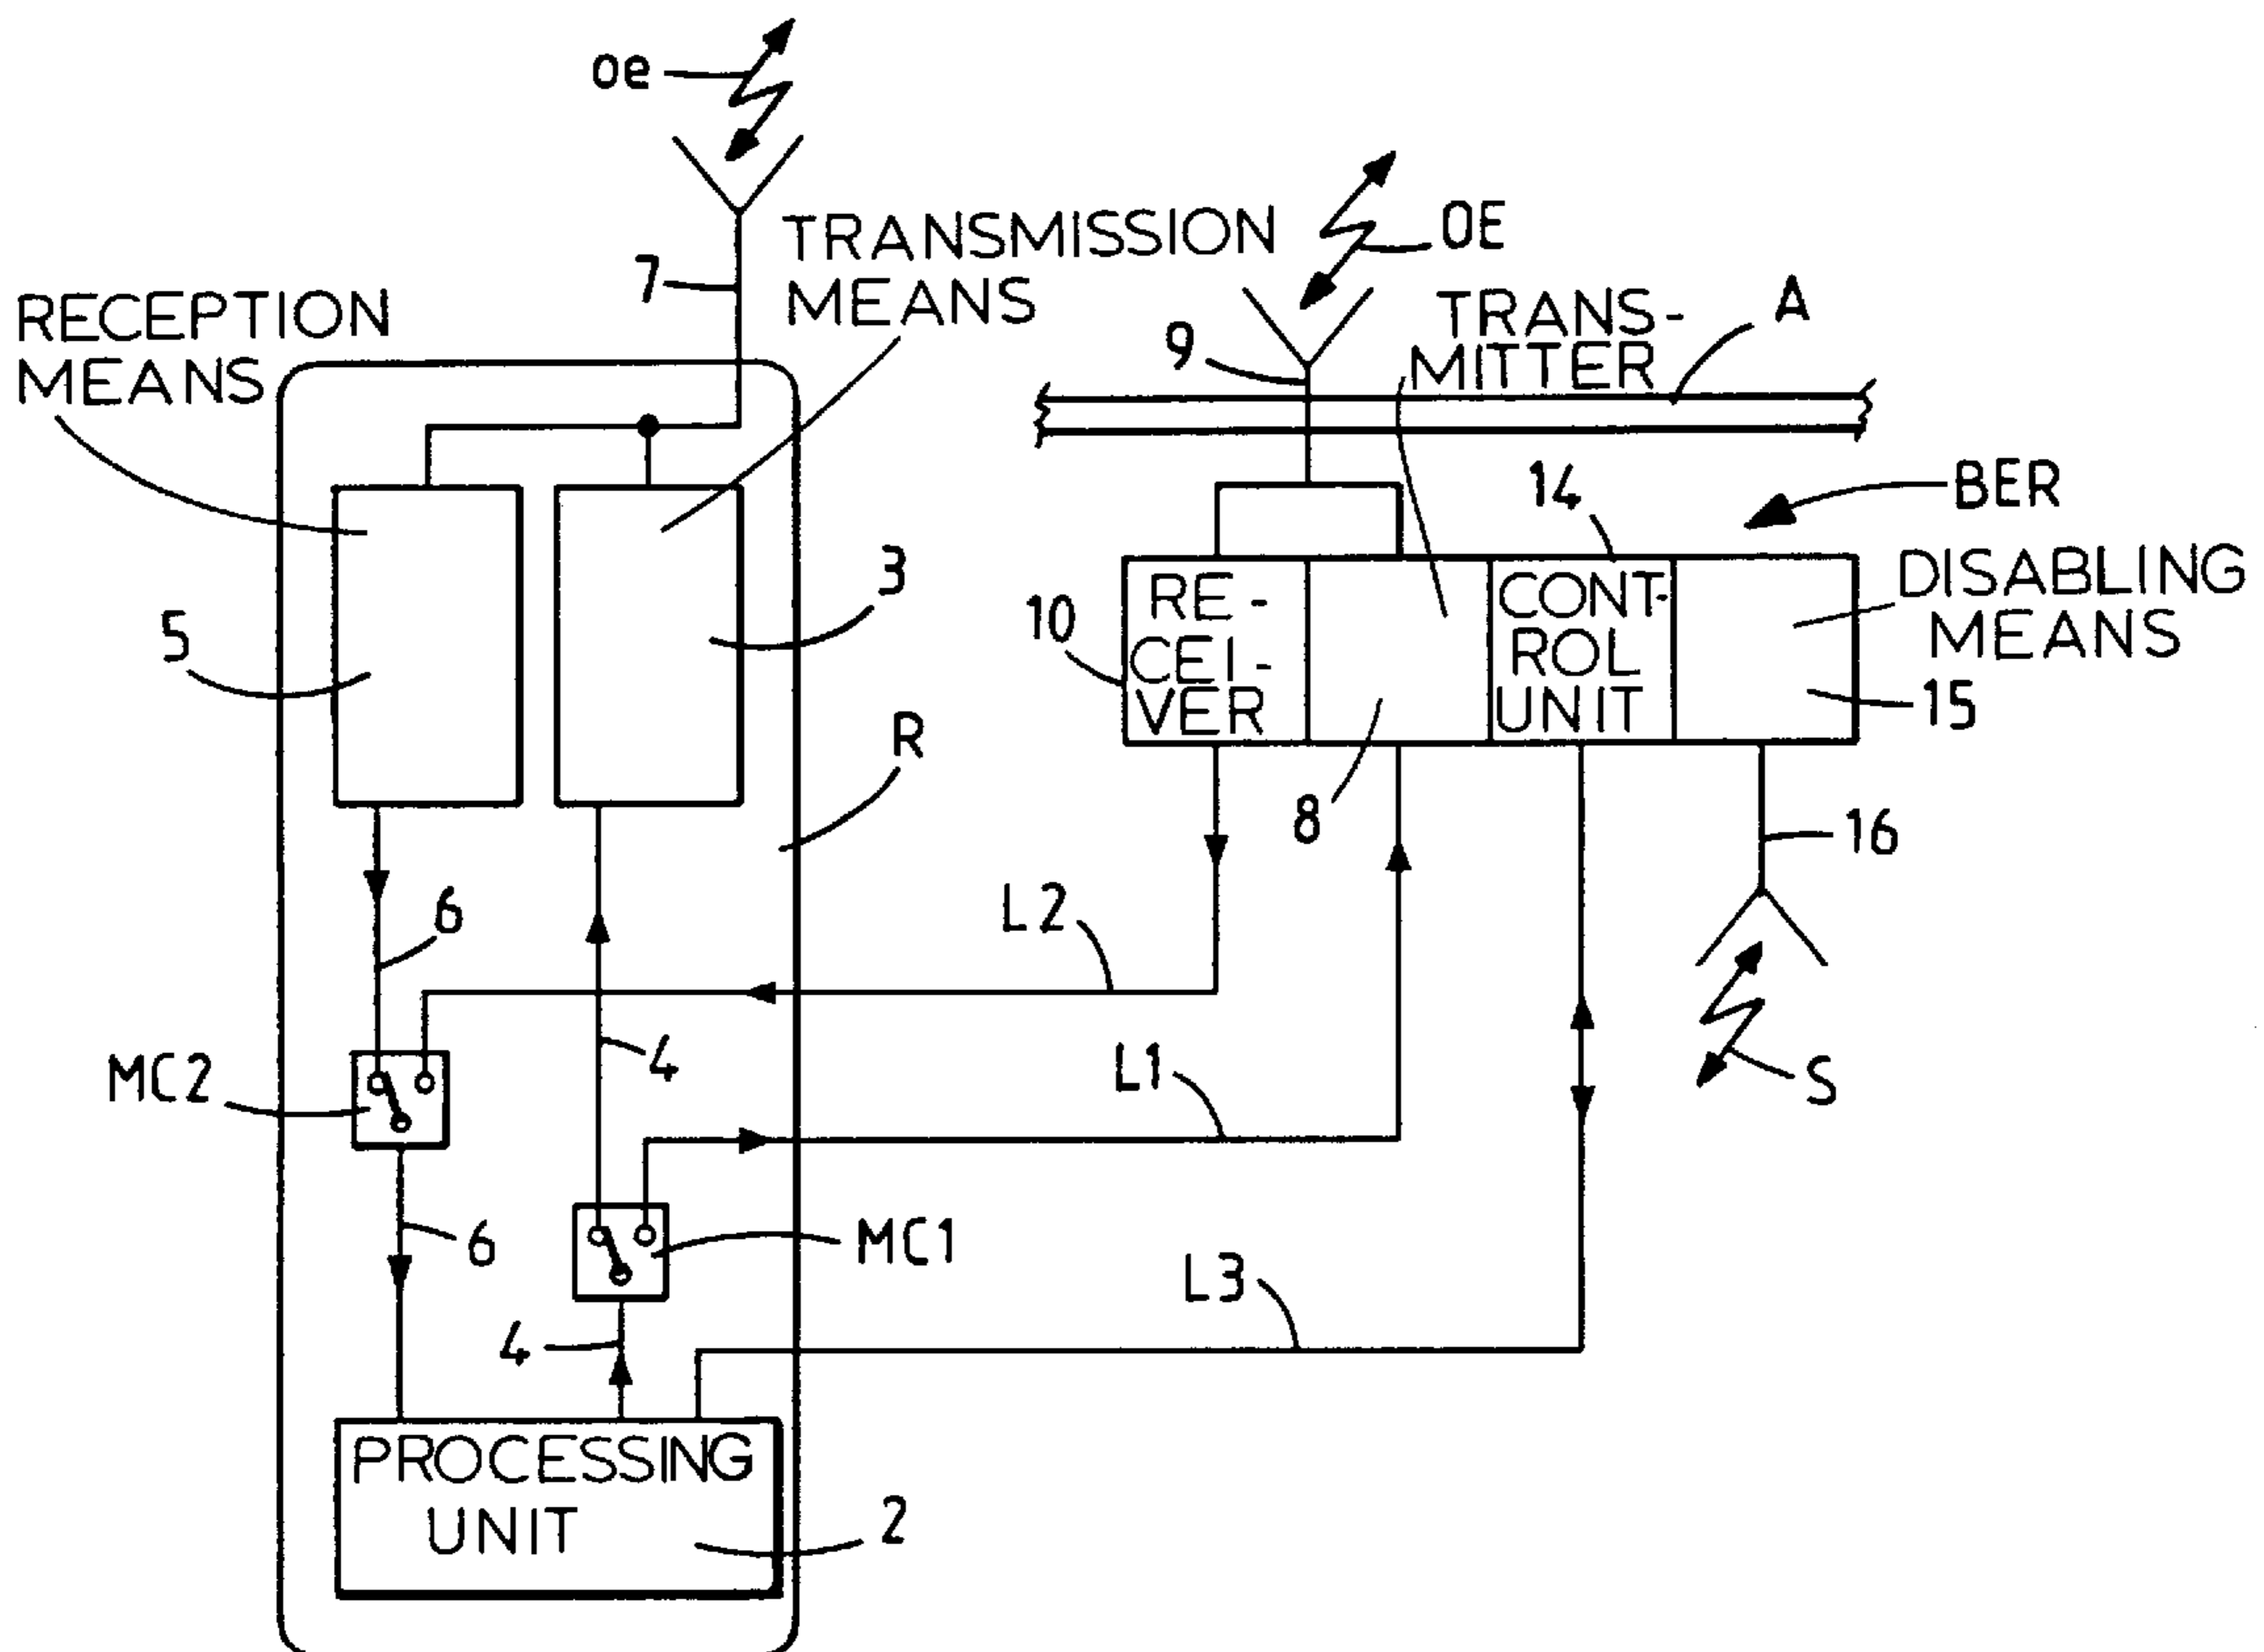 oe
TRANSMISSION
MEANS
7
OE
RECEPTION
MEANS
TRANS-
MITTER
A
9
14
BER
3
5
10
RE-
CEI-
VER
CONT-
ROL
UNIT
DISABLING
MEANS
15
R
8
16
6
L2
4
MC2
L1
S
6
MC1
L3
4
PROCESSING
UNIT
2